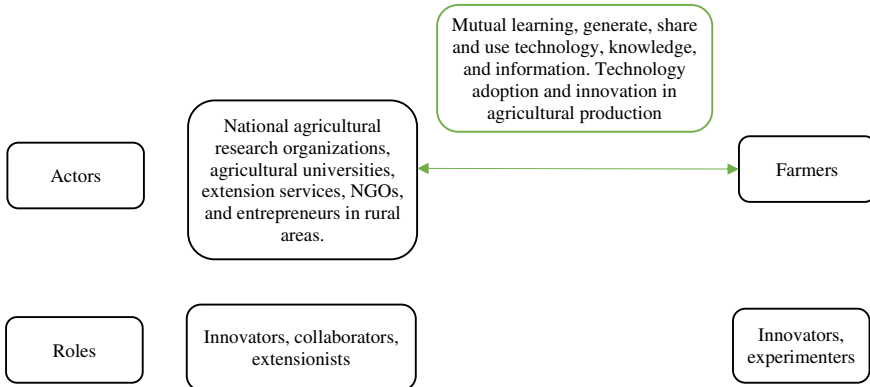 Mutual learning, generate, share
and use technology, knowledge,
and information. Technology
adoption and innovation in
agricultural production
Actors
National agricultural
research organizations,
agricultural universities,
extension services, NGOs,
and entrepreneurs in rural
areas.
Farmers
Roles
Innovators, collaborators,
extensionists
Innovators,
experimenters